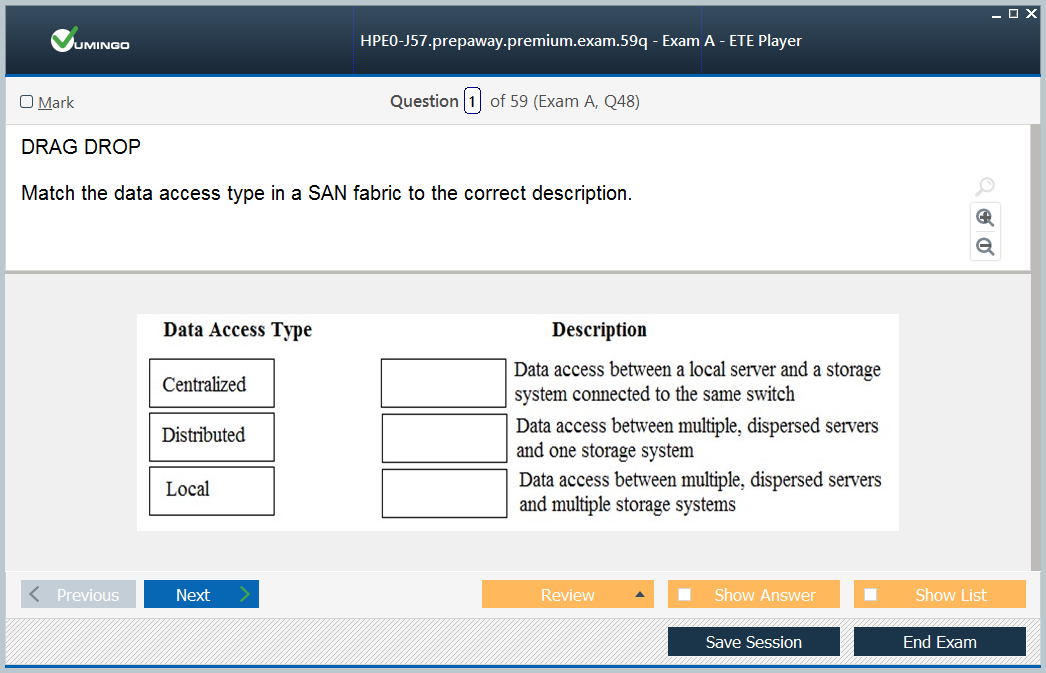 VUMINGO
HPE0-J57.prepaway.premium.exam.59q - Exam A - ETE Player
Mark
Question 1 of 59 (Exam A, Q48)
DRAG DROP
Match the data access type in a SAN fabric to the correct description.
Data Access Type
Description
Centralized
Data access between a local server and a storage
system connected to the same switch
Distributed
Data access between multiple, dispersed servers
and one storage system
Local
Data access between multiple, dispersed servers
and multiple storage systems
Previous
Next
Review
Show Answer
Show List
Save Session
End Exam